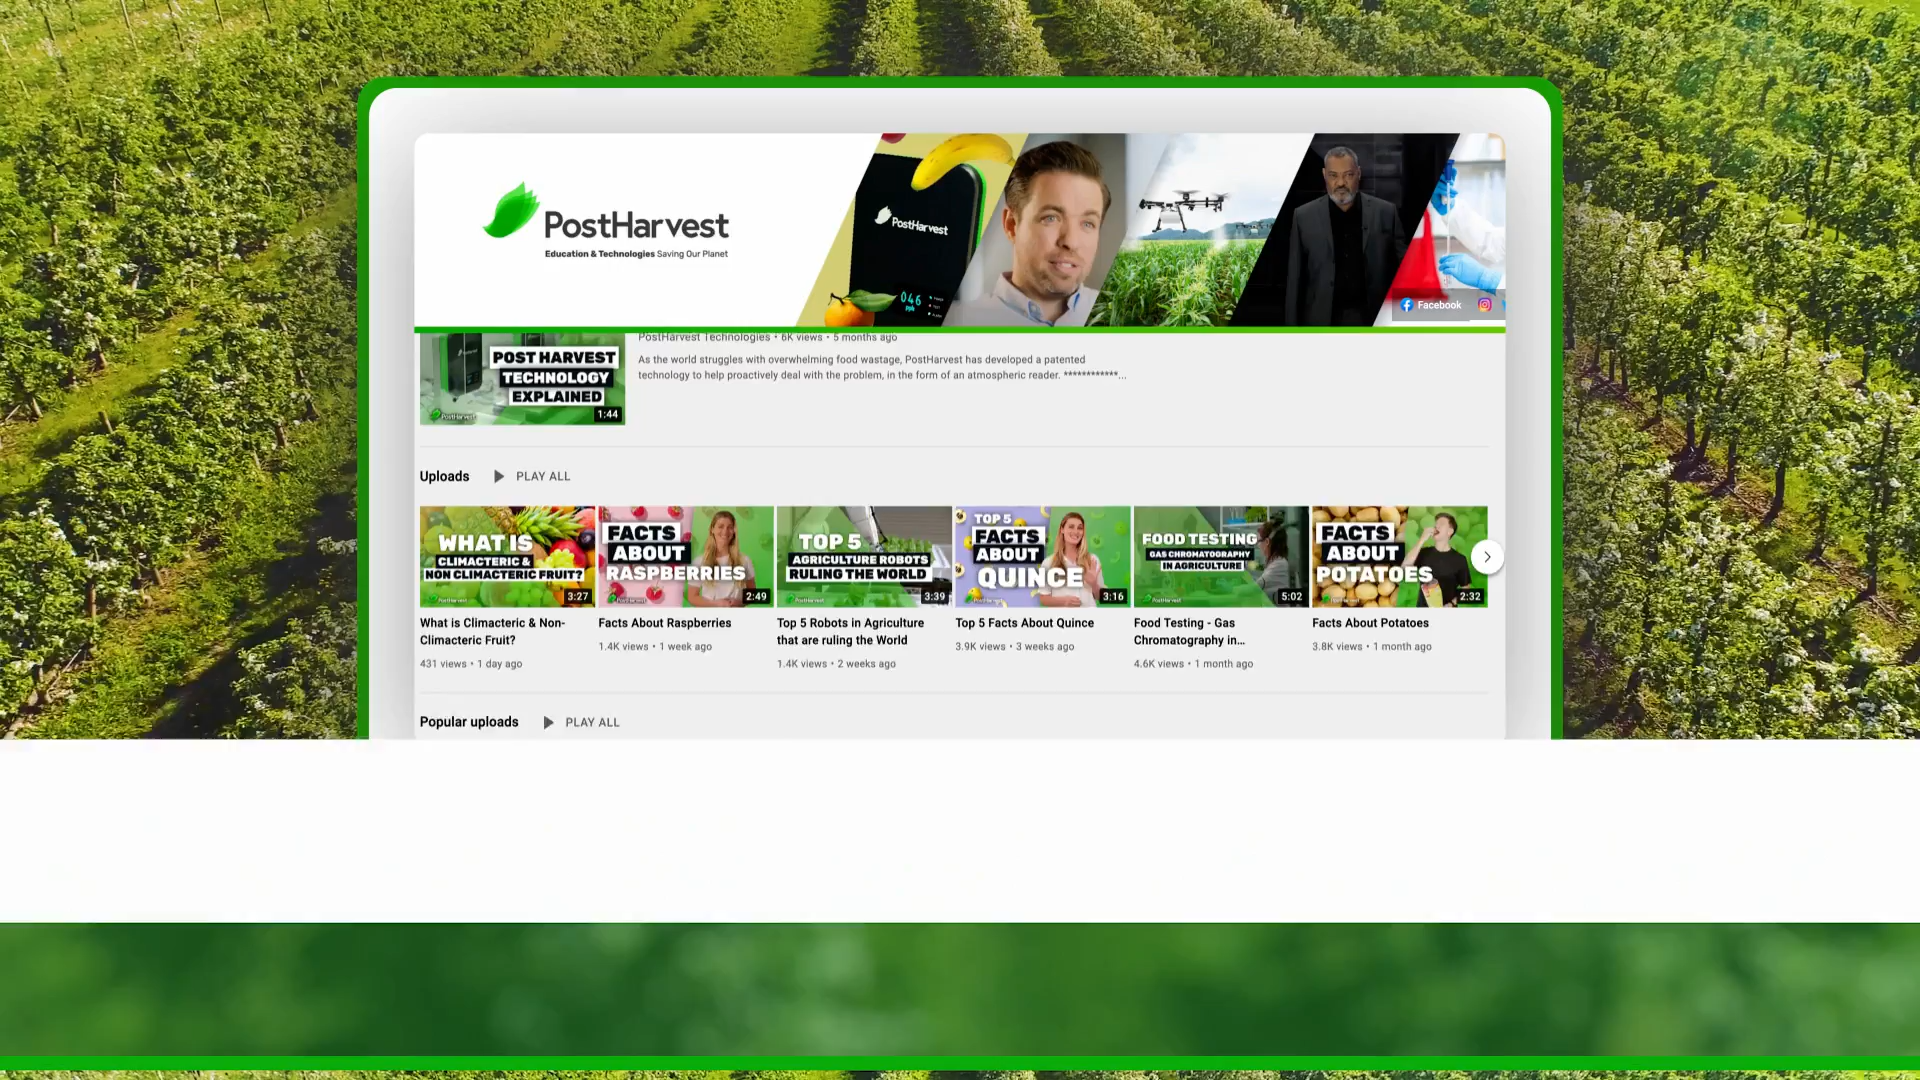 PostHarvest
Education & Technologies Saving Our Planet
PostHarvest
046
Facebook
PostHarvest Technologies • 6K views • 5 months ago
As the world struggles with overwhelming food wastage, PostHarvest has developed a patented
technology to help proactively deal with the problem, in the form of an atmospheric reader. ************...
POST HARVEST
TECHNOLOGY
EXPLAINED
PostHarvest
1:44
Uploads
PLAY ALL
WHAT IS
CLIMACTERIC &
NON CLIMACTERIC FRUIT?
3:27
FACTS
ABOUT
RASPBERRIES
2:49
TOP 5
AGRICULTURE ROBOTS
RULING THE WORLD
3:39
TOP 5
FACTS
ABOUT
QUINCE
3:16
FOOD TESTING
GAS CHROMATOGRAPHY
IN AGRICULTURE
5:02
FACTS
ABOUT
POTATOES
2:32
What is Climacteric & Non-
Climacteric Fruit?
431 views • 1 day ago
Facts About Raspberries
1.4K views • 1 week ago
Top 5 Robots in Agriculture
that are ruling the World
1.4K views • 2 weeks ago
Top 5 Facts About Quince
3.9K views • 3 weeks ago
Food Testing - Gas
Chromatography in...
4.6K views • 1 month ago
Facts About Potatoes
3.8K views • 1 month ago
Popular uploads
PLAY ALL